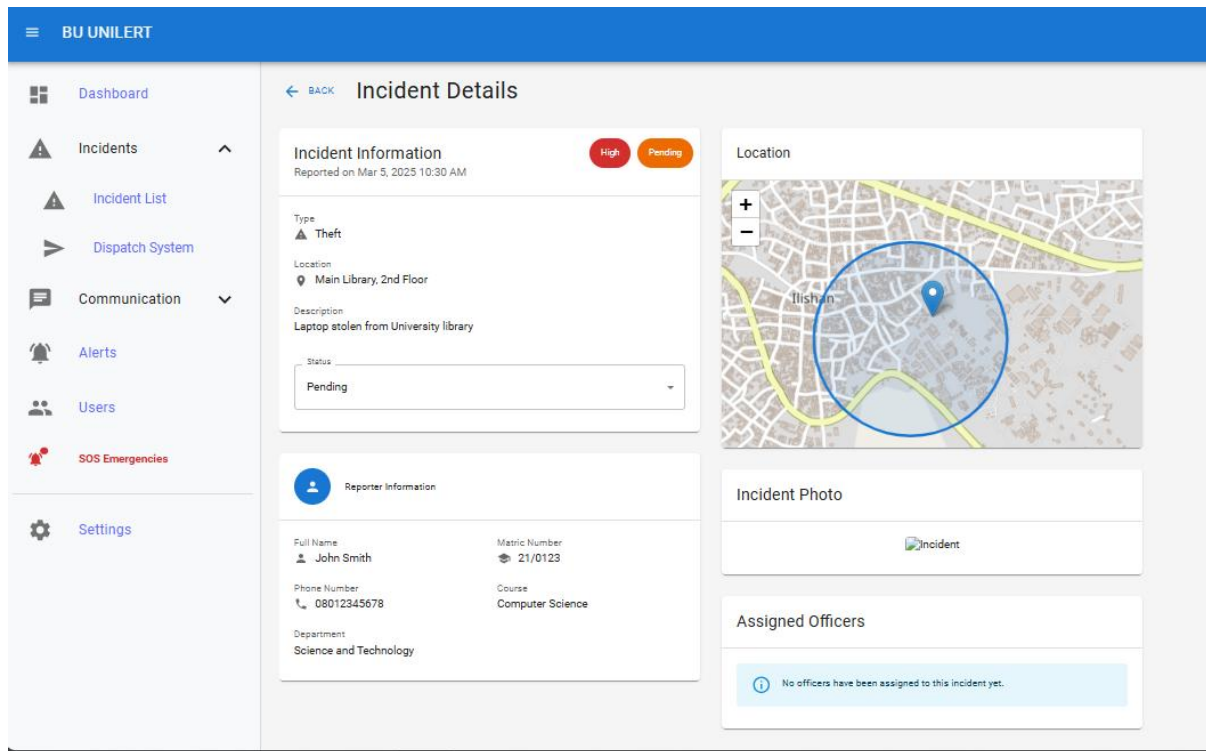 BU UNILERT
Dashboard
Incidents
Incident List
Dispatch System
Communication
Alerts
Users
SOS Emergencies
Settings
BACK
Incident Details
Incident Information
High
Pending
Reported on Mar 5, 2025 10:30 AM
Type
Theft
Location
Main Library, 2nd Floor
Description
Laptop stolen from University library
Status
Pending
Reporter Information
Full Name
John Smith
Matric Number
21/0123
Phone Number
08012345678
Course
Computer Science
Department
Science and Technology
Location
+
−
Ilishan
Incident Photo
Incident
Assigned Officers
No officers have been assigned to this incident yet.